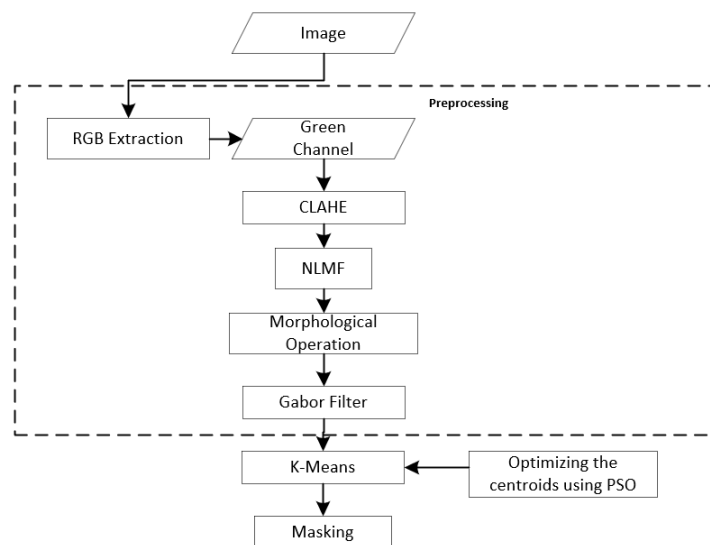 Image
Preprocessing
RGB Extraction
Green
Channel
CLAHE
NLMF
Morphological
Operation
Gabor Filter
K-Means
Optimizing the
centroids using PSO
Masking